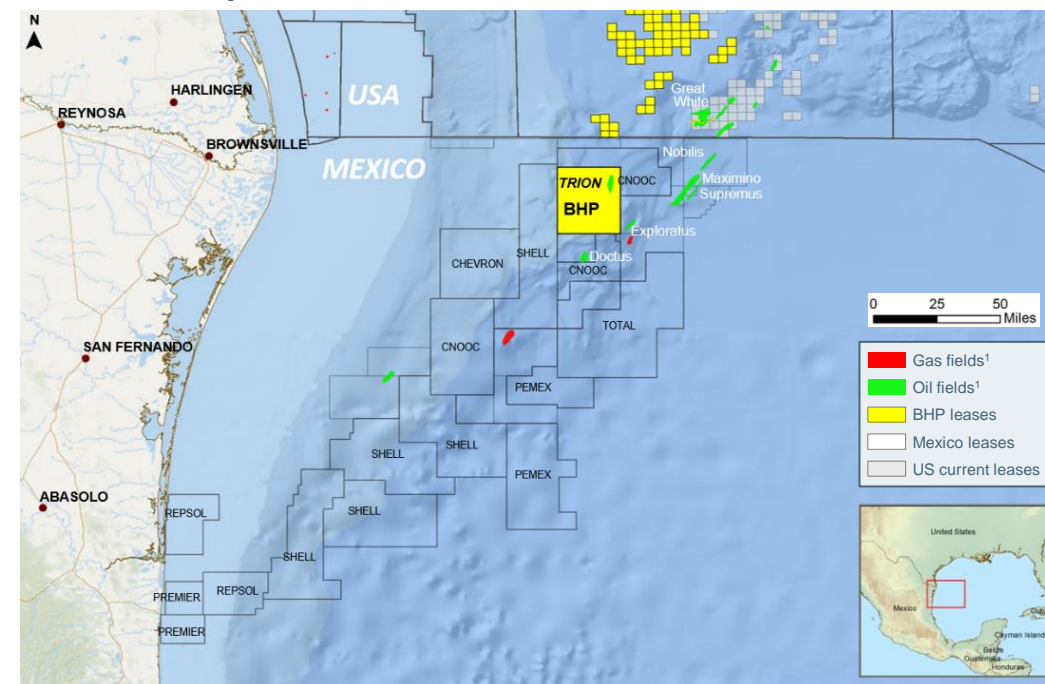 N
HARLINGEN
REYNOSA
BROWNSVILLE
USA
MEXICO
Great
White
Nobilis
TRION
CNOOC
BHP
Maximino
Supremus
Exploratus
SHELL
Doctus
CHEVRON
CNOOC
TOTAL
0 25 50
Miles
SAN FERNANDO
CNOOC
PEMEX
Gas fields¹
Oil fields¹
BHP leases
Mexico leases
US current leases
SHELL
SHELL
PEMEX
ABASOLO
REPSOL
SHELL
SHELL
REPSOL
PREMIER
PREMIER
United States
Mexico
Cayman Island
Belize
Guatemala
Honduras